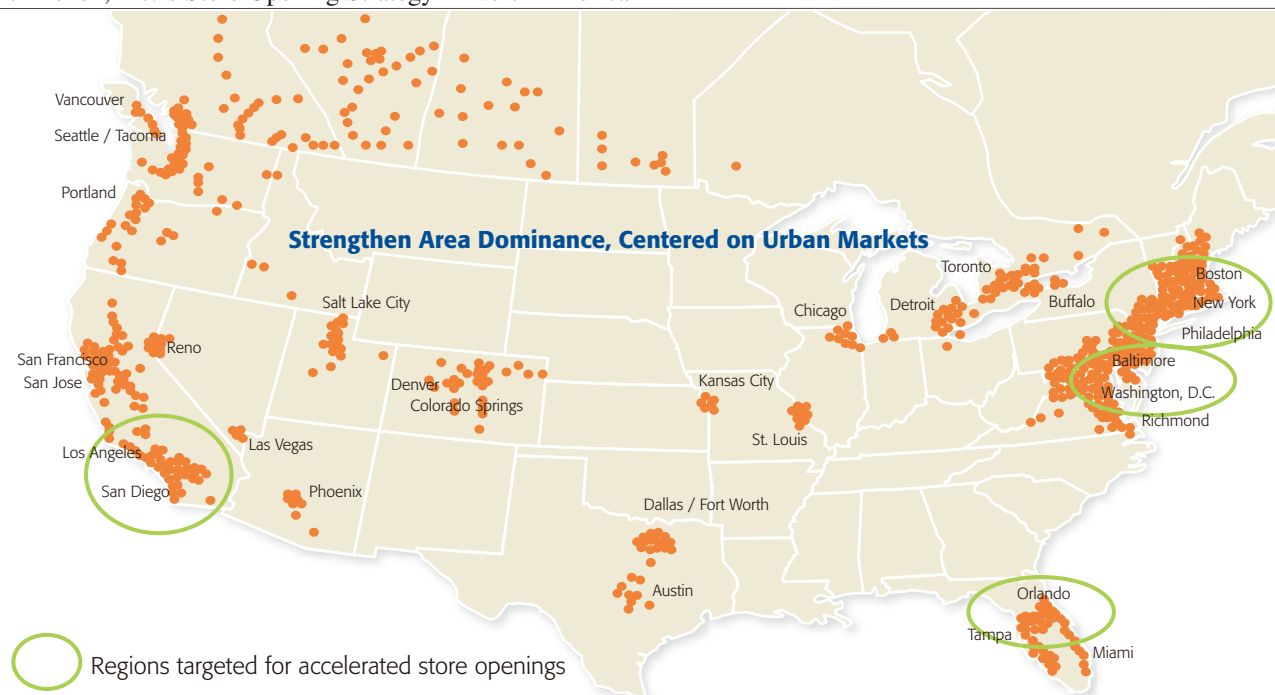 Store Opening Strategy
Vancouver
Seattle / Tacoma
Portland
Strengthen Area Dominance, Centered on Urban Markets
Toronto
Boston
Salt Lake City
Chicago
Detroit
Buffalo
New York
Philadelphia
San Francisco
Reno
San Jose
Denver
Colorado Springs
Kansas City
Baltimore
Washington, D.C.
St. Louis
Richmond
Los Angeles
Las Vegas
San Diego
Phoenix
Dallas / Fort Worth
Austin
Orlando
Tampa
Miami
Regions targeted for accelerated store openings